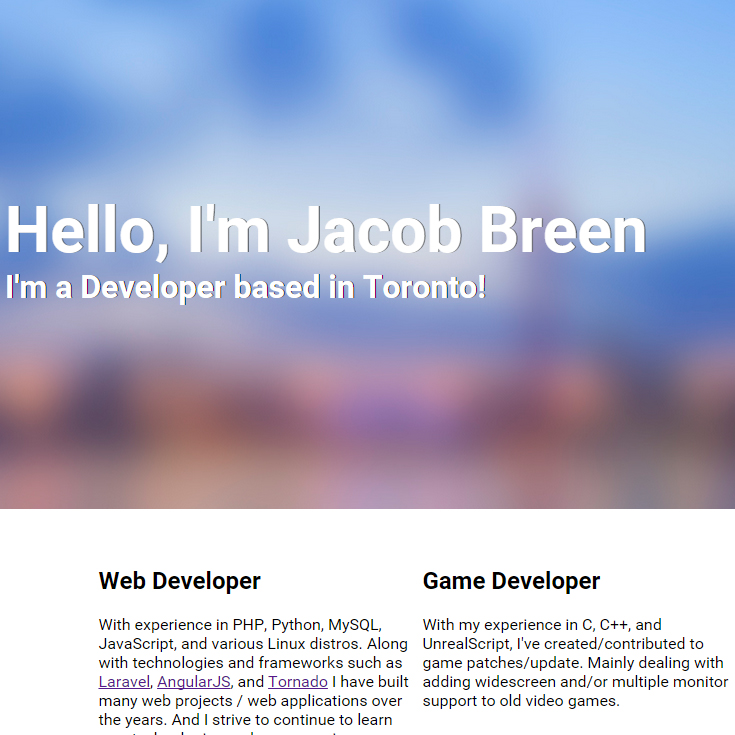 Hello, I'm Jacob Breen
I'm a Developer based in Toronto!
Web Developer
With experience in PHP, Python, MySQL,
JavaScript, and various Linux distros. Along
with technologies and frameworks such as
Laravel, AngularJS, and Tornado I have built
many web projects / web applications over
the years. And I strive to continue to learn
Game Developer
With my experience in C, C++, and
UnrealScript, I've created/contributed to
game patches/update. Mainly dealing with
adding widescreen and/or multiple monitor
support to old video games.